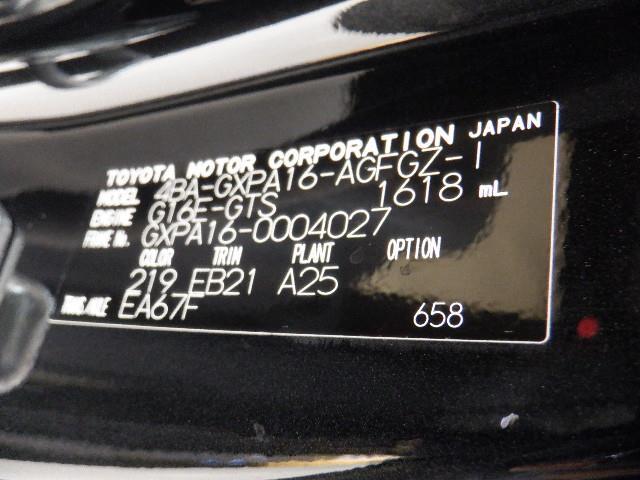 TOYOTA MOTOR CORPORATION JAPAN
MODEL 4BA-GXPA16-AGFGZ-1
ENGINE G16E-GTS 1618 mL
FRAME No. GXPA16-0004027
COLOR TRIM PLANT OPTION
219 EB21 A25
TRANS.AXLE EA67F 658